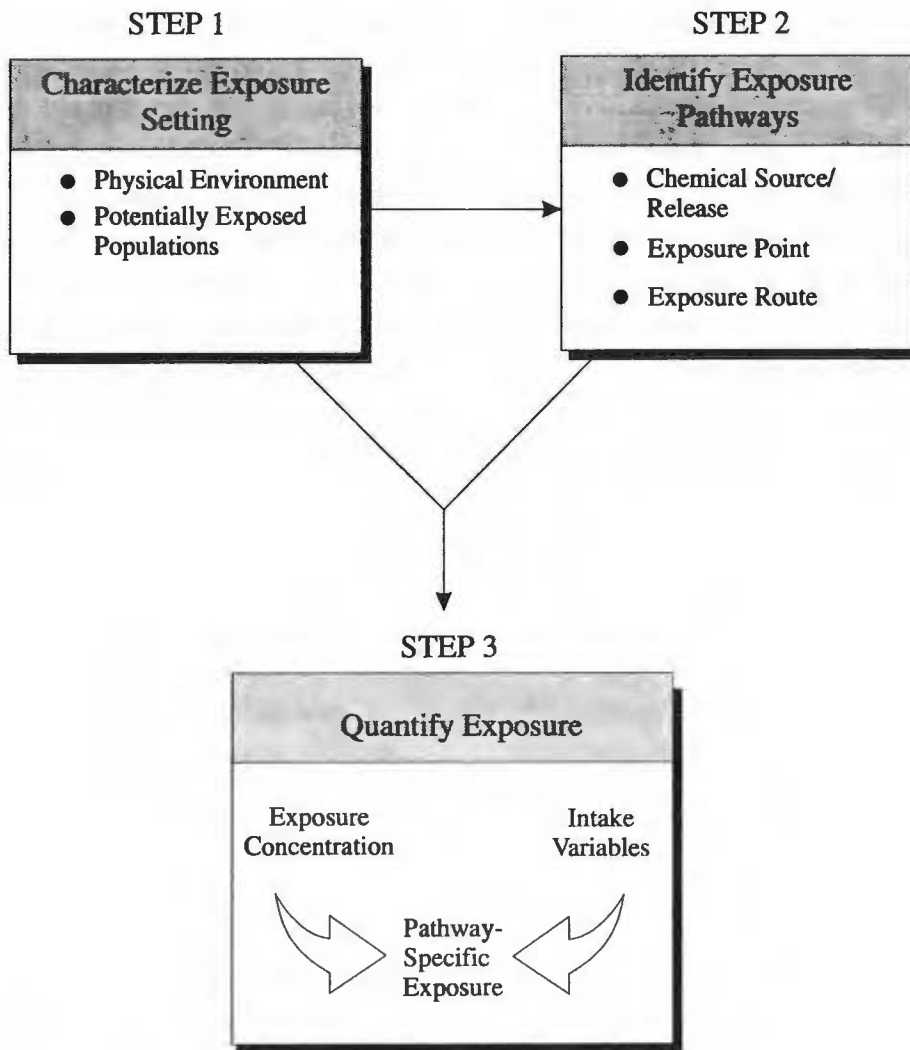 STEP 1
Characterize Exposure
Setting
● Physical Environment
● Potentially Exposed
Populations
STEP 2
Identify Exposure
Pathways
● Chemical Source/
Release
● Exposure Point
● Exposure Route
STEP 3
Quantify Exposure
Exposure
Concentration
Intake
Variables
Pathway-
Specific
Exposure